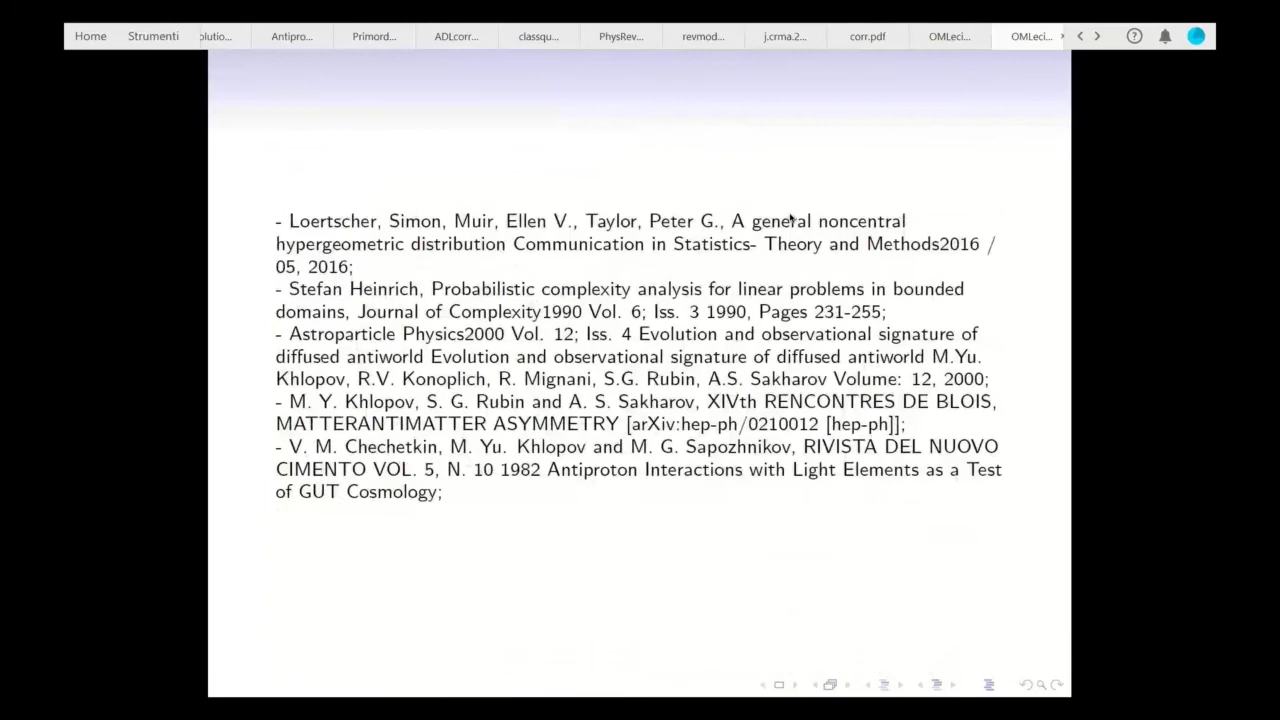 Home Strumenti olutio... Antipro... Primord... ADLcorr... classqu... PhysRev... revmod... j.crma.2... corr.pdf OMLeci... OMLeci...
- Loertscher, Simon, Muir, Ellen V., Taylor, Peter G., A general noncentral
hypergeometric distribution Communication in Statistics- Theory and Methods2016 /
05, 2016;
- Stefan Heinrich, Probabilistic complexity analysis for linear problems in bounded
domains, Journal of Complexity1990 Vol. 6; Iss. 3 1990, Pages 231-255;
- Astroparticle Physics2000 Vol. 12; Iss. 4 Evolution and observational signature of
diffused antiworld Evolution and observational signature of diffused antiworld M.Yu.
Khlopov, R.V. Konoplich, R. Mignani, S.G. Rubin, A.S. Sakharov Volume: 12, 2000;
- M. Y. Khlopov, S. G. Rubin and A. S. Sakharov, XIVth RENCONTRES DE BLOIS,
MATTERANTIMATTER ASYMMETRY [arXiv:hep-ph/0210012 [hep-ph]];
- V. M. Chechetkin, M. Yu. Khlopov and M. G. Sapozhnikov, RIVISTA DEL NUOVO
CIMENTO VOL. 5, N. 10 1982 Antiproton Interactions with Light Elements as a Test
of GUT Cosmology;